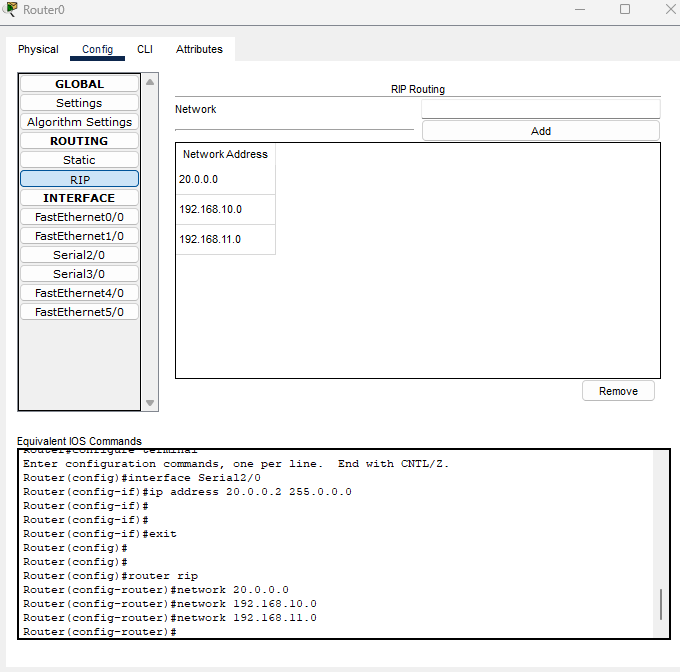 Router0
Physical Config CLI Attributes
GLOBAL
Settings
Algorithm Settings
ROUTING
Static
RIP
INTERFACE
FastEthernet0/0
FastEthernet1/0
Serial2/0
Serial3/0
FastEthernet4/0
FastEthernet5/0
RIP Routing
Network
Add
Network Address
20.0.0.0
192.168.10.0
192.168.11.0
Remove
Equivalent IOS Commands
Router#configure terminal
Enter configuration commands, one per line. End with CNTL/Z.
Router(config)#interface Serial2/0
Router(config-if)#ip address 20.0.0.2 255.0.0.0
Router(config-if)#
Router(config-if)#
Router(config-if)#exit
Router(config)#
Router(config)#
Router(config)#router rip
Router(config-router)#network 20.0.0.0
Router(config-router)#network 192.168.10.0
Router(config-router)#network 192.168.11.0
Router(config-router)#